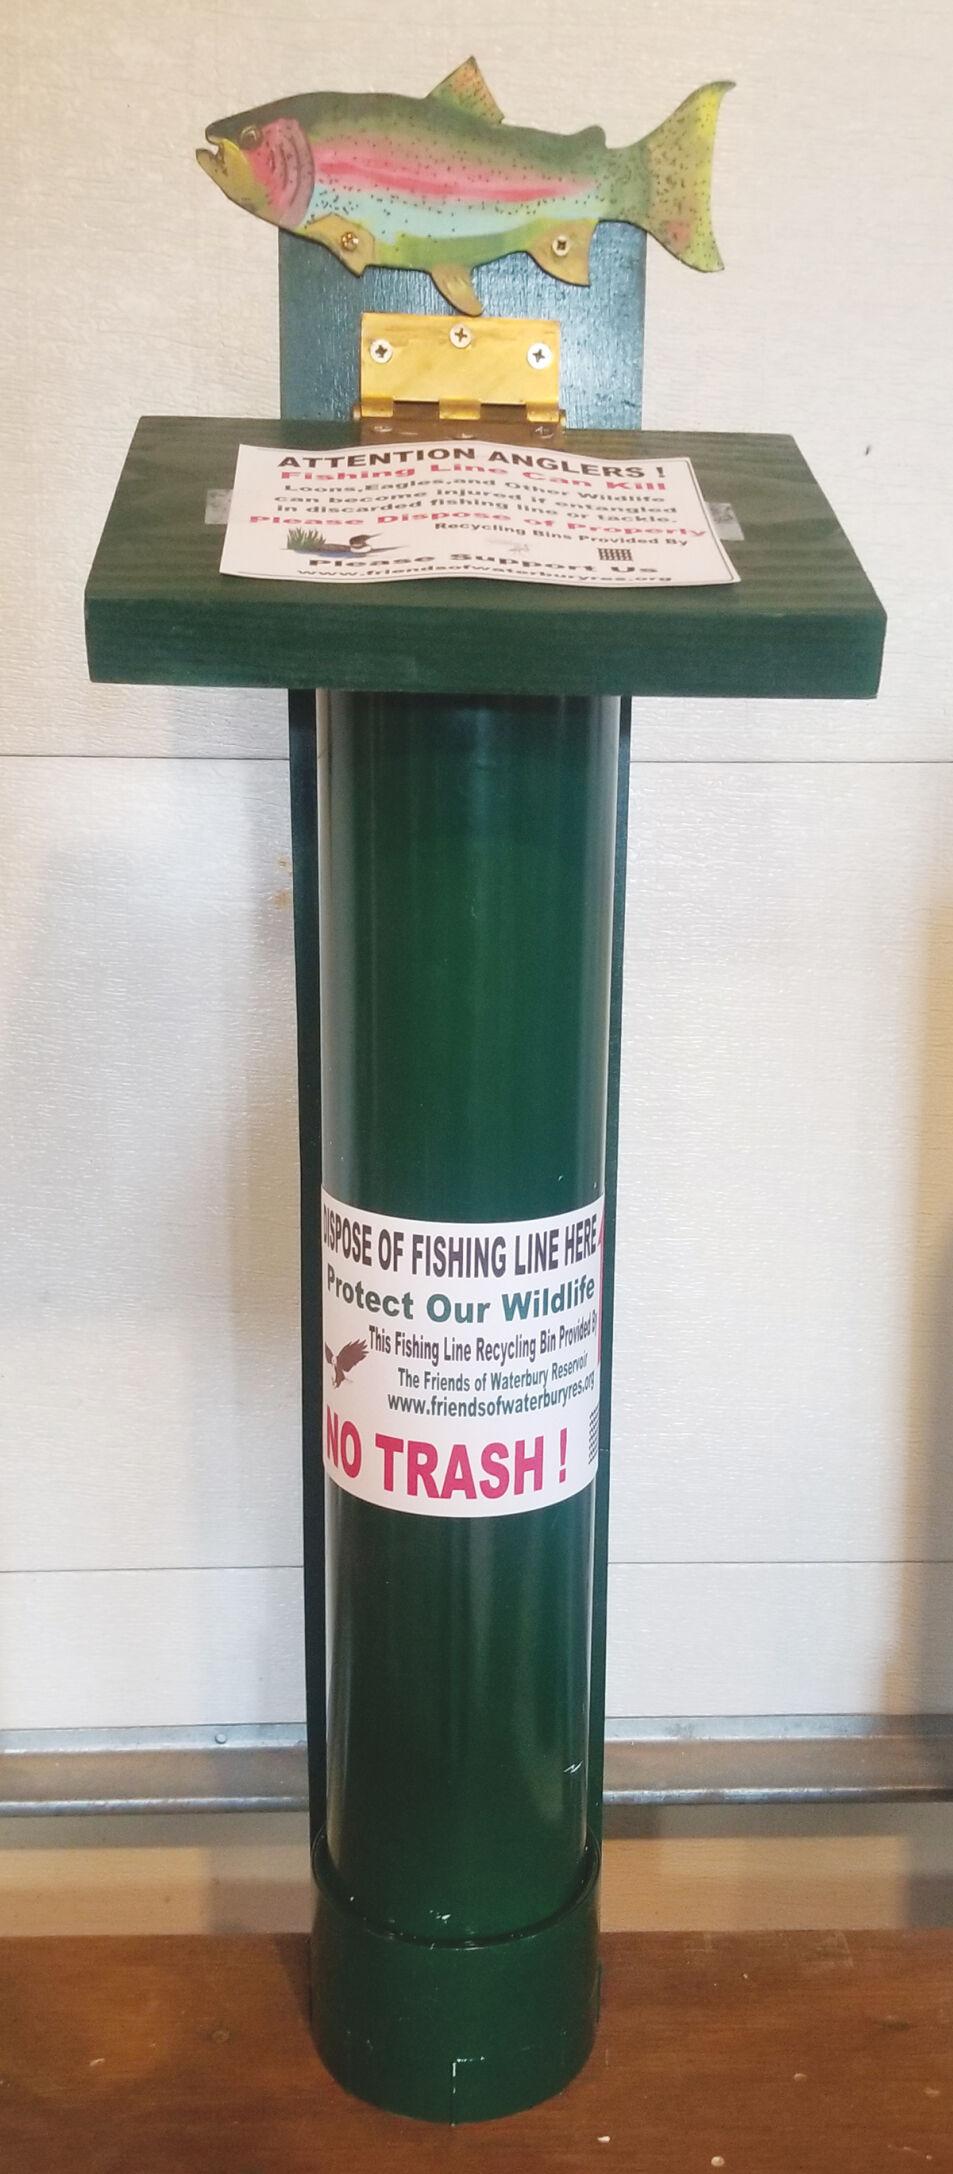 ATTENTION ANGLERS !
Fishing Line Can Kill
Loons,Eagles,and Other Wildlife
can become injured if entangled
in discarded fishing line or tackle.
Please Dispose of Properly
Recycling Bins Provided By
Please Support Us
www.friendsofwaterburyres.org
DISPOSE OF FISHING LINE HERE
Protect Our Wildlife
This Fishing Line Recycling Bin Provided By
The Friends of Waterbury Reservoir
www.friendsofwaterburyres.org
NO TRASH !